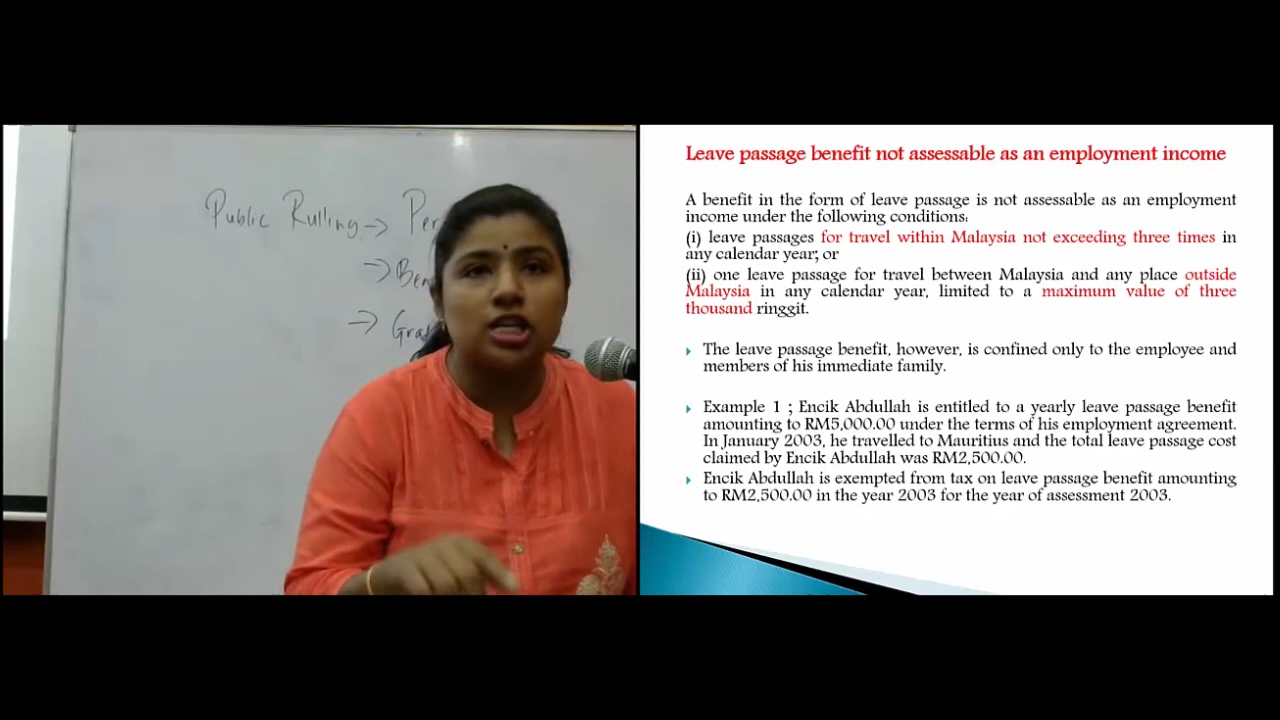 Public Rulling → Per
→ Ben
→ Gra
Leave passage benefit not assessable as an employment income
A benefit in the form of leave passage is not assessable as an employment
income under the following conditions:
(i) leave passages for travel within Malaysia not exceeding three times in
any calendar year; or
(ii) one leave passage for travel between Malaysia and any place outside
Malaysia in any calendar year, limited to a maximum value of three
thousand ringgit.
The leave passage benefit, however, is confined only to the employee and
members of his immediate family.
Example 1 ; Encik Abdullah is entitled to a yearly leave passage benefit
amounting to RM5,000.00 under the terms of his employment agreement.
In January 2003, he travelled to Mauritius and the total leave passage cost
claimed by Encik Abdullah was RM2,500.00.
Encik Abdullah is exempted from tax on leave passage benefit amounting
to RM2,500.00 in the year 2003 for the year of assessment 2003.